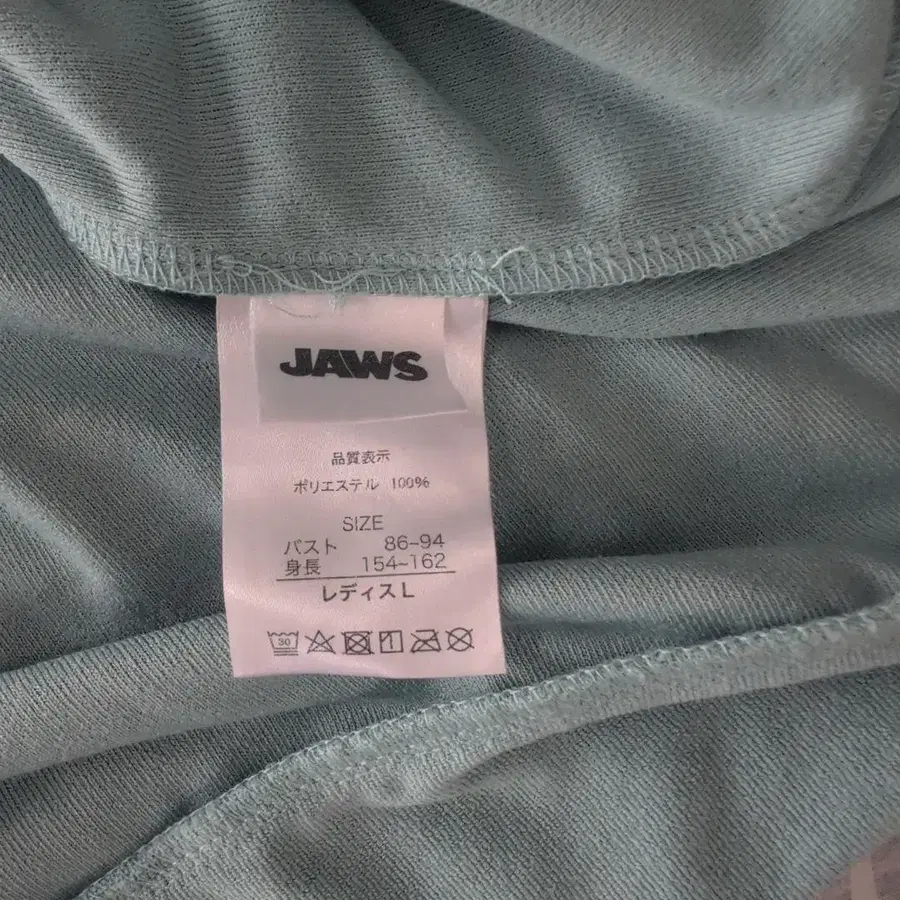 JAWS
品質表示
ポリエステル 100%
SIZE
バスト 86-94
身長 154~162
レディスL
30
1